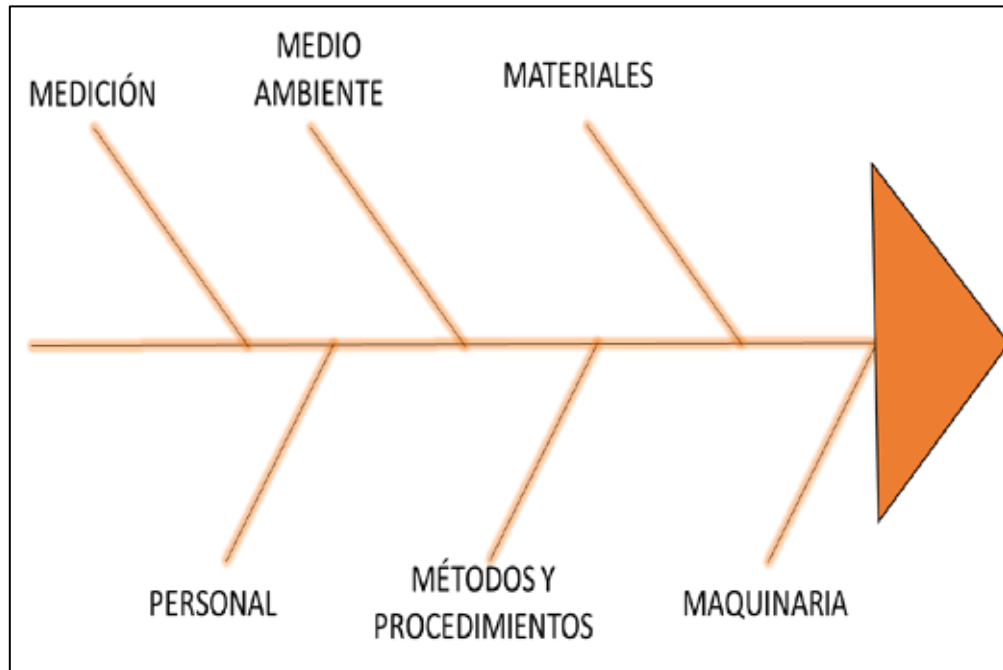 MEDICIÓN
MEDIO
AMBIENTE
MATERIALES
PERSONAL
MÉTODOS Y
PROCEDIMIENTOS
MAQUINARIA